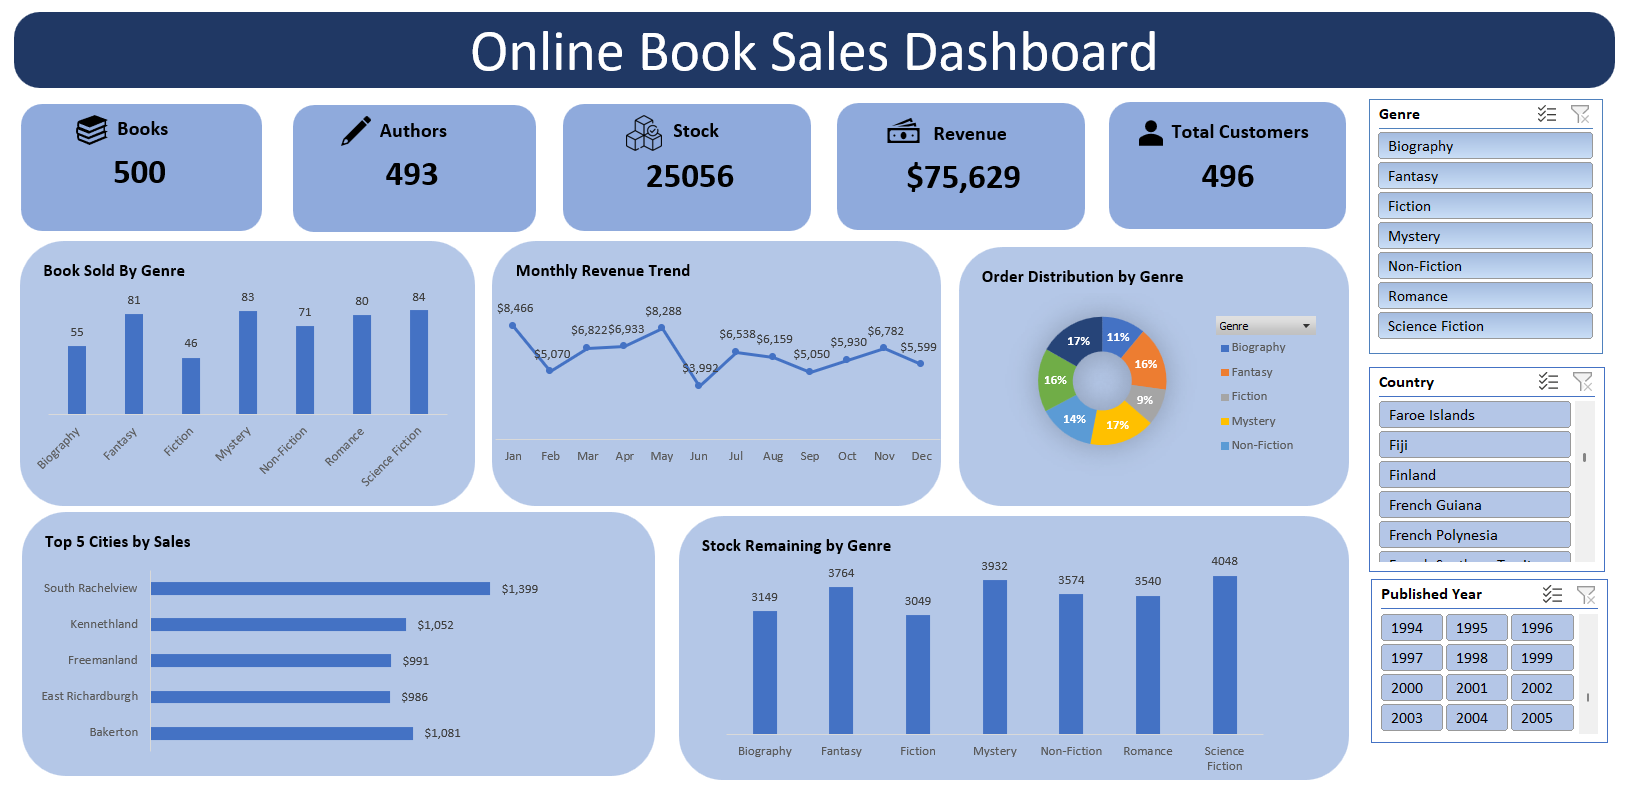 Online Book Sales Dashboard
Books
500
Authors
493
Stock
25056
Revenue
$75,629
Total Customers
496
Book Sold By Genre
55
81
46
83
71
80
84
Biography
Fantasy
Fiction
Mystery
Non-Fiction
Romance
Science Fiction
Monthly Revenue Trend
$8,466
$5,070
$6,822
$6,933
$8,288
$3,992
$6,538
$6,159
$5,050
$5,930
$6,782
$5,599
Jan Feb Mar Apr May Jun Jul Aug Sep Oct Nov Dec
Order Distribution by Genre
11%
16%
9%
17%
14%
16%
17%
Genre
Biography
Fantasy
Fiction
Mystery
Non-Fiction
Top 5 Cities by Sales
South Rachelview $1,399
Kennethland $1,052
Freemanland $991
East Richardburgh $986
Bakerton $1,081
Stock Remaining by Genre
3149
3764
3049
3932
3574
3540
4048
Biography
Fantasy
Fiction
Mystery
Non-Fiction
Romance
Science
Fiction
Genre
Biography
Fantasy
Fiction
Mystery
Non-Fiction
Romance
Science Fiction
Country
Faroe Islands
Fiji
Finland
French Guiana
French Polynesia
Published Year
1994 1995 1996
1997 1998 1999
2000 2001 2002
2003 2004 2005